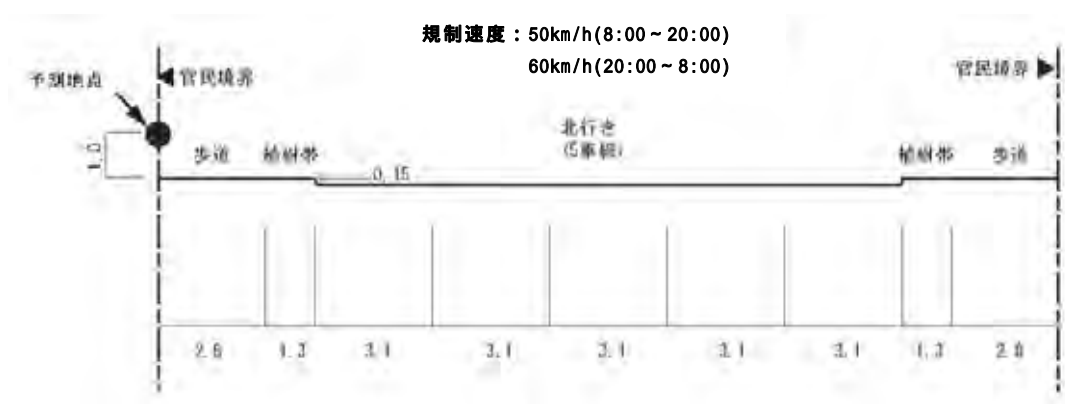 規制速度：50km/h(8:00～20:00)
60km/h(20:00～8:00)
予測地点
官民境界
官民境界
北行き
(5車線)
1.0
歩道
植樹帯
0.15
植樹帯
歩道
1.3
3.1
3.1
3.1
3.1
3.1
1.3